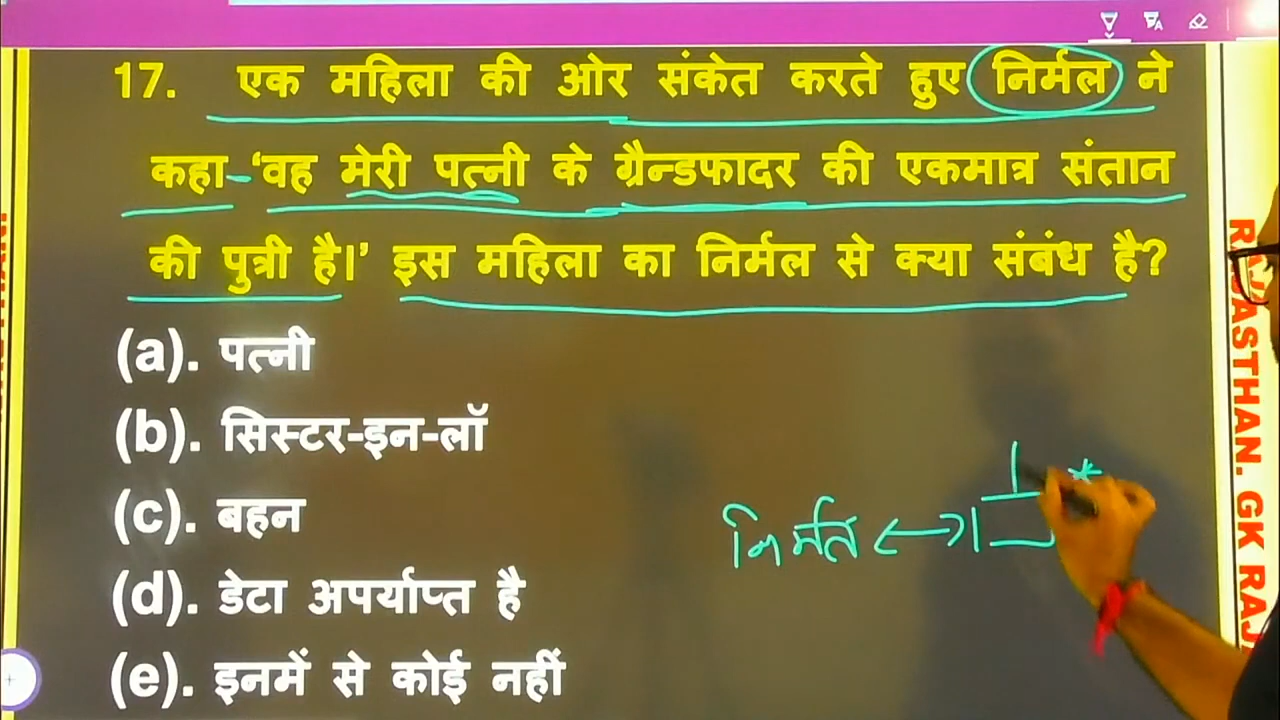 17. एक महिला की ओर संकेत करते हुए निर्मल ने
कहा-‘वह मेरी पत्नी के ग्रैन्डफादर की एकमात्र संतान
की पुत्री है।’ इस महिला का निर्मल से क्या संबंध है?
(a). पत्नी
(b). सिस्टर-इन-लॉ
(c). बहन
(d). डेटा अपर्याप्त है
(e). इनमें से कोई नहीं
निर्मल
RAJASTHAN. GK RAJ